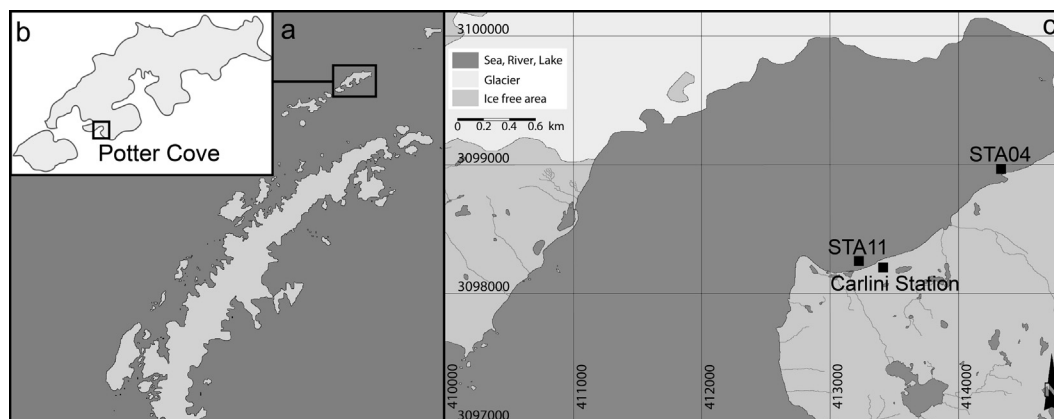 b
Potter Cove
a
c
Sea, River, Lake
Glacier
Ice free area
0 0.2 0.4 0.6 km
3100000
3099000
3098000
3097000
410000
411000
412000
413000
414000
STA04
STA11
Carlini Station
N